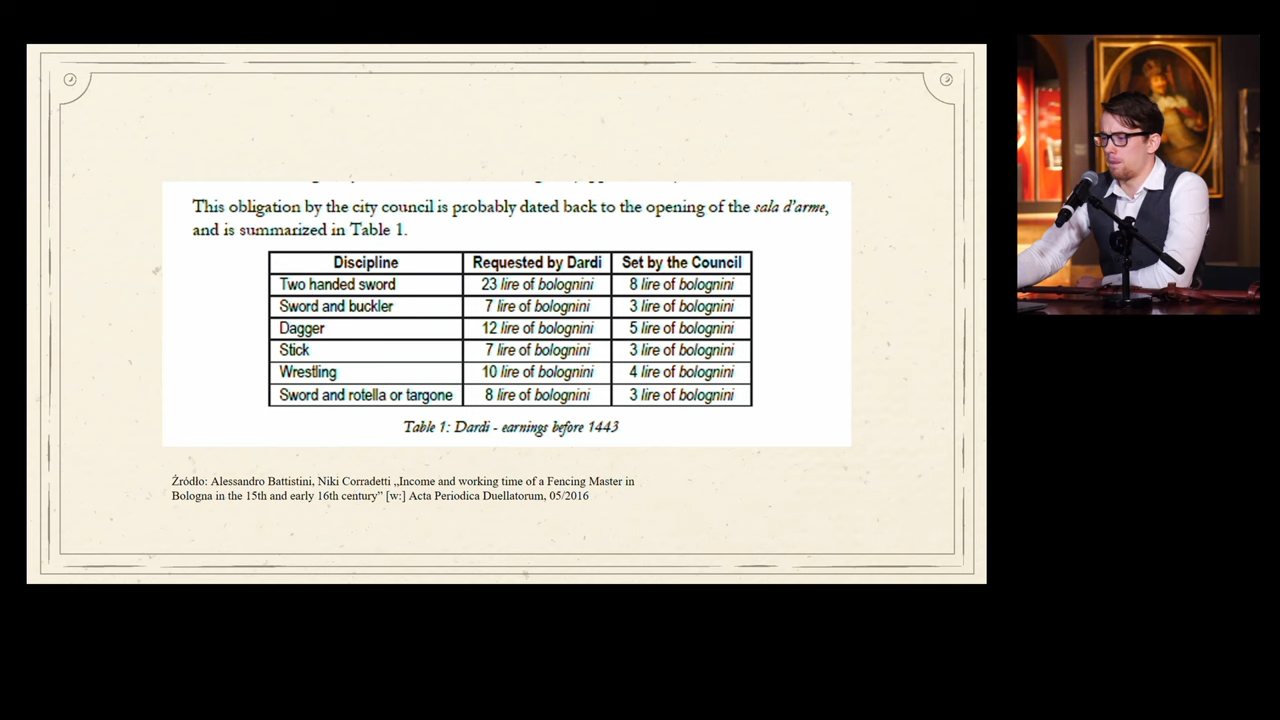 This obligation by the city council is probably dated back to the opening of the sala d'arme,
and is summarized in Table 1.
Discipline Requested by Dardi Set by the Council
Two handed sword 23 lire of bolognini 8 lire of bolognini
Sword and buckler 7 lire of bolognini 3 lire of bolognini
Dagger 12 lire of bolognini 5 lire of bolognini
Stick 7 lire of bolognini 3 lire of bolognini
Wrestling 10 lire of bolognini 4 lire of bolognini
Sword and rotella or targone 8 lire of bolognini 3 lire of bolognini
Table 1: Dardi - earnings before 1443
Źródło: Alessandro Battistini, Niki Corradetti „Income and working time of a Fencing Master in
Bologna in the 15th and early 16th century” [w:] Acta Periodica Duellatorum, 05/2016